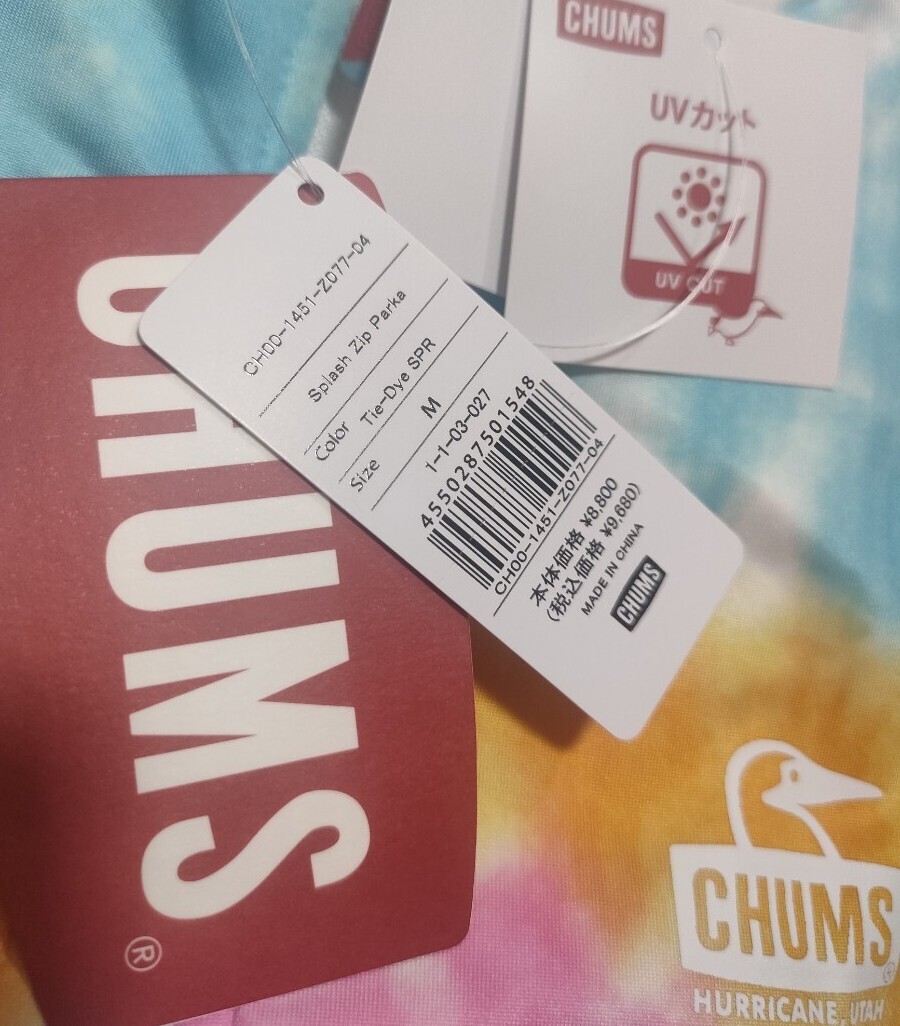 CHUMS
UVカット
UV CUT
CH00-1451-Z077-04
Splash Zip Parka
Color Tie-Dye SPR
Size M
1-1-03-027
4550287501548
CH00-1451-Z077-04
本体価格 ¥8,800
(税込価格 ¥9,680)
MADE IN CHINA
CHUMS
CHUMS®
CHUMS®
HURRICANE, UTAH